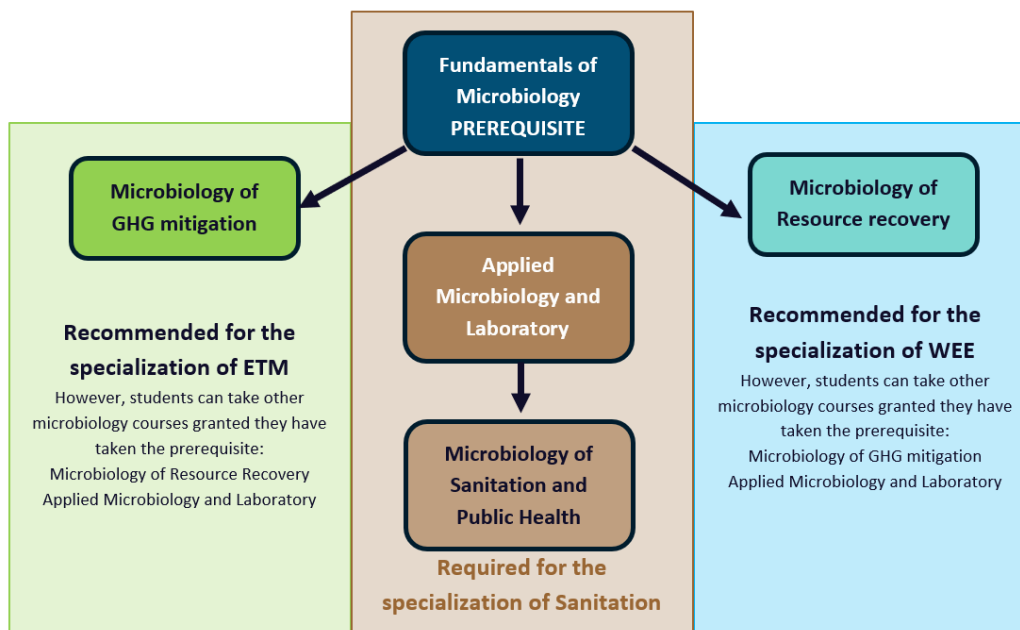 Fundamentals of
Microbiology
PREREQUISITE
Microbiology of
GHG mitigation
Recommended for the
specialization of ETM
However, students can take other
microbiology courses granted they have
taken the prerequisite:
Microbiology of Resource Recovery
Applied Microbiology and Laboratory
Applied
Microbiology and
Laboratory
Microbiology of
Sanitation and
Public Health
Required for the
specialization of Sanitation
Microbiology of
Resource recovery
Recommended for the
specialization of WEE
However, students can take other
microbiology courses granted they have
taken the prerequisite:
Microbiology of GHG mitigation
Applied Microbiology and Laboratory